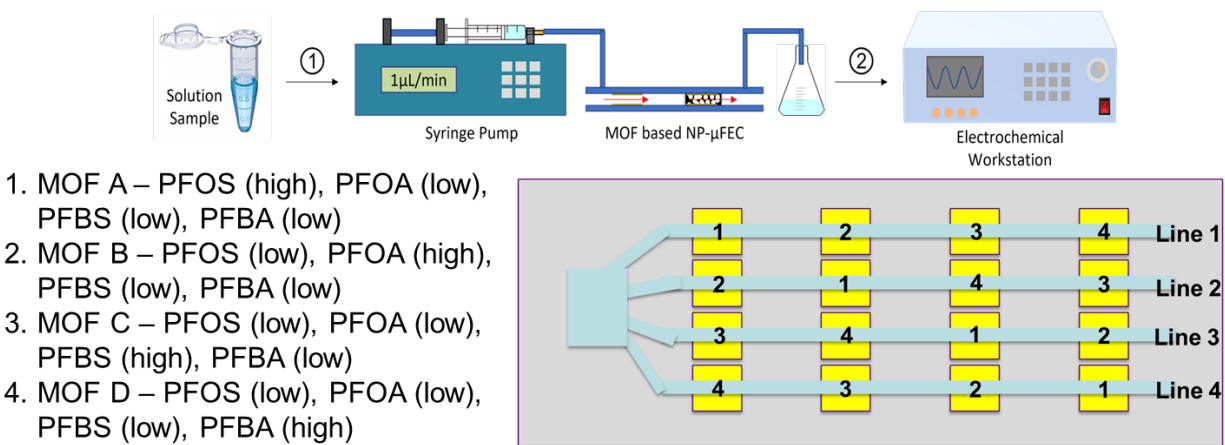 ①
②
1µL/min
Solution
Sample
Syringe Pump
MOF based NP-µFEC
Electrochemical
Workstation
1. MOF A – PFOS (high), PFOA (low),
PFBS (low), PFBA (low)
2. MOF B – PFOS (low), PFOA (high),
PFBS (low), PFBA (low)
3. MOF C – PFOS (low), PFOA (low),
PFBS (high), PFBA (low)
4. MOF D – PFOS (low), PFOA (low),
PFBS (low), PFBA (high)
1 2 3 4 Line 1
2 1 4 3 Line 2
3 4 1 2 Line 3
4 3 2 1 Line 4